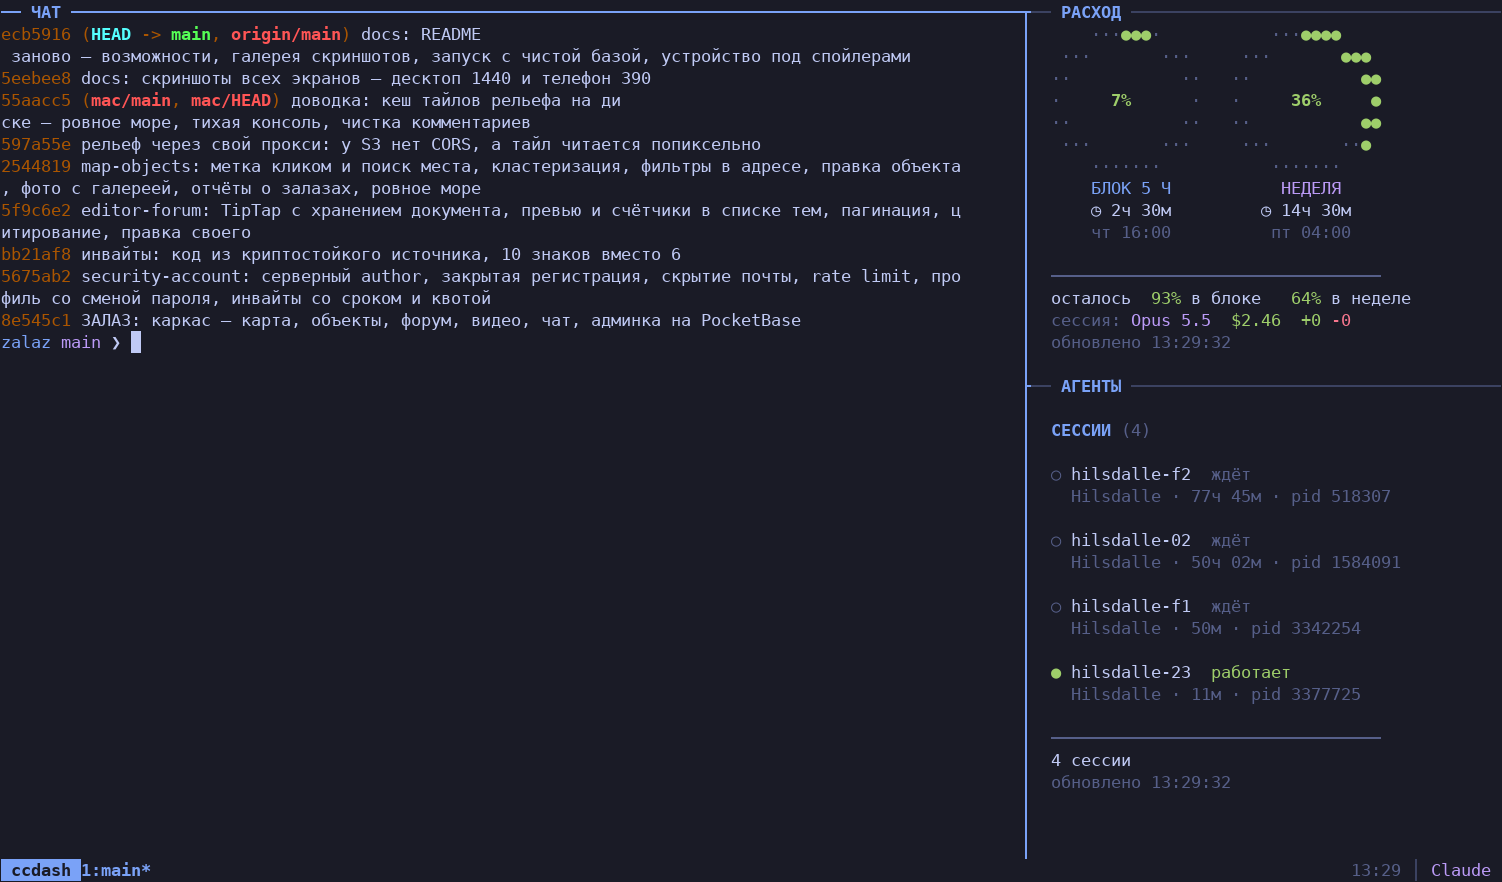 ЧАТ
ecb5916 (HEAD -> main, origin/main) docs: README
заново — возможности, галерея скриншотов, запуск с чистой базой, устройство под спойлерами
5eebee8 docs: скриншоты всех экранов — десктоп 1440 и телефон 390
55aacc5 (mac/main, mac/HEAD) доводка: кеш тайлов рельефа на ди
ске — ровное море, тихая консоль, чистка комментариев
597a55e рельеф через свой прокси: у S3 нет CORS, а тайл читается попиксельно
2544819 map-objects: метка кликом и поиск места, кластеризация, фильтры в адресе, правка объекта
, фото с галереей, отчёты о залазах, ровное море
5f9c6e2 editor-forum: TipTap с хранением документа, превью и счётчики в списке тем, пагинация, ц
итирование, правка своего
bb21af8 инвайты: код из криптостойкого источника, 10 знаков вместо 6
5675ab2 security-account: серверный author, закрытая регистрация, скрытие почты, rate limit, про
филь со сменой пароля, инвайты со сроком и квотой
8e545c1 ЗАЛАЗ: каркас — карта, объекты, форум, видео, чат, админка на PocketBase
zalaz main ❯
РАСХОД
7% 36%
БЛОК 5 Ч НЕДЕЛЯ
◷ 2ч 30м ◷ 14ч 30м
чт 16:00 пт 04:00
осталось 93% в блоке 64% в неделе
сессия: Opus 5.5 $2.46 +0 -0
обновлено 13:29:32
АГЕНТЫ
СЕССИИ (4)
○ hilsdalle-f2 ждёт
Hilsdalle · 77ч 45м · pid 518307
○ hilsdalle-02 ждёт
Hilsdalle · 50ч 02м · pid 1584091
○ hilsdalle-f1 ждёт
Hilsdalle · 50м · pid 3342254
● hilsdalle-23 работает
Hilsdalle · 11м · pid 3377725
4 сессии
обновлено 13:29:32
ccdash 1:main* 13:29 │ Claude